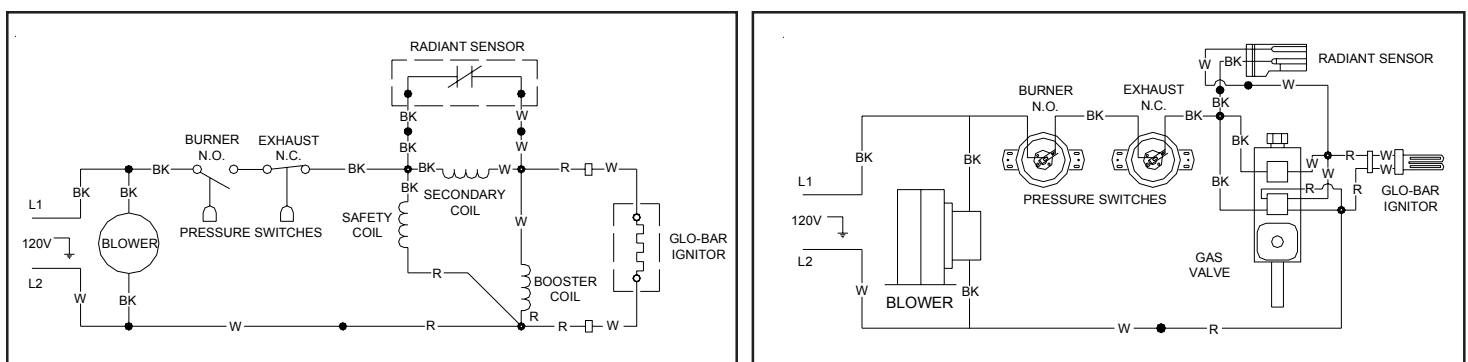 RADIANT SENSOR
BK
W
BURNER
N.O.
EXHAUST
N.C.
BK
W
BK
BK
BK
BK
W
R
W
L1
BK
BK
SECONDARY
COIL
BK
PRESSURE SWITCHES
SAFETY
COIL
W
120V
BLOWER
GLO-BAR
IGNITOR
L2
R
BOOSTER
COIL
W
BK
R
W
R
R
W
RADIANT SENSOR
W
BK
W
BURNER
N.O.
EXHAUST
N.C.
BK
BK
BK
BK
BK
BK
BK
W
R
W
W
W
R
R
L1
PRESSURE SWITCHES
GLO-BAR
IGNITOR
120V
L2
GAS
VALVE
W
BLOWER
BK
W
R